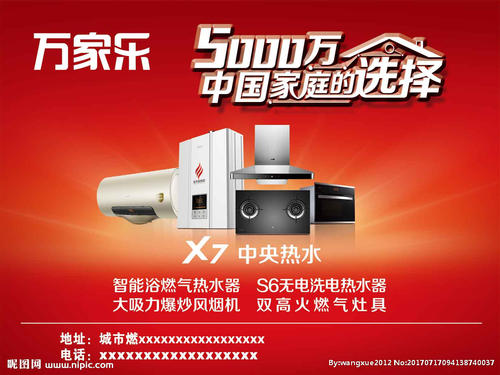 万家乐
5000万
中国家庭的选择
X7 中央热水
智能浴燃气热水器 S6无电洗电热水器
大吸力爆炒风烟机 双高火燃气灶具
地址：城市燃xxxxxxxxxxxxxxxxx
电话：xxxxxxxxxxxxxxxxxx
昵图网 www.nipic.com
By:wangxue2012 No:20170717094138740037